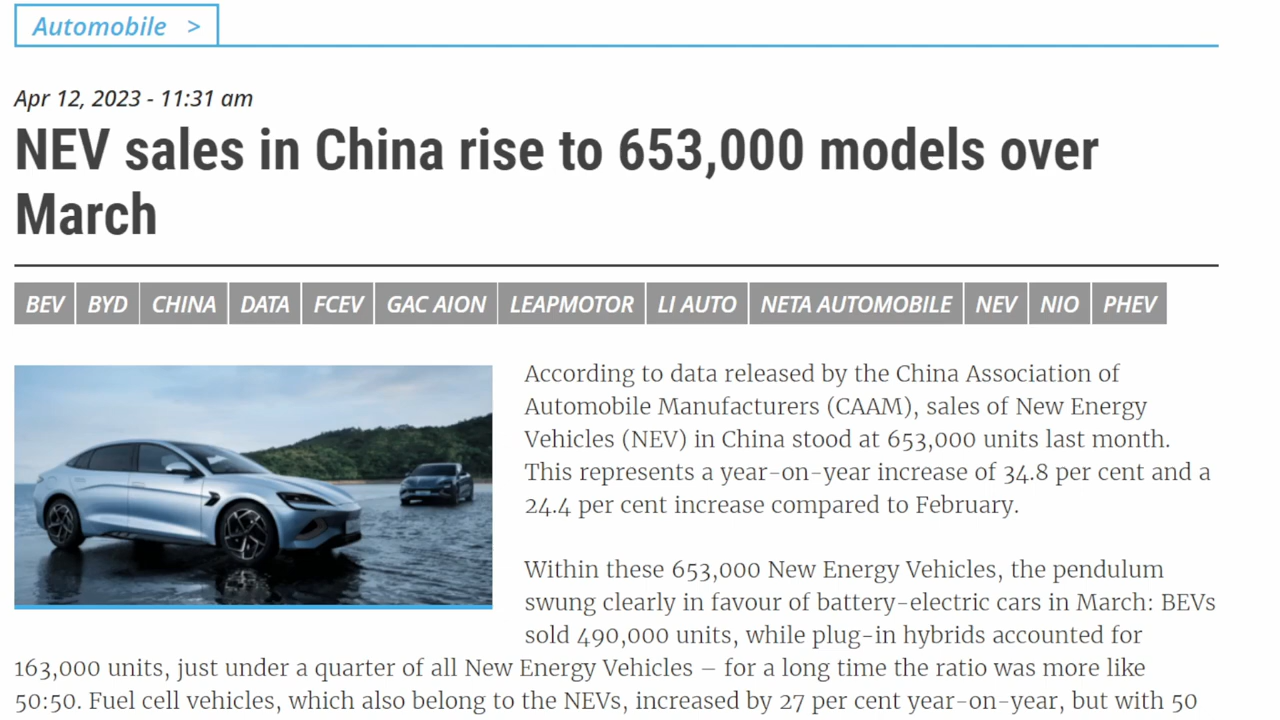 Automobile >
Apr 12, 2023 - 11:31 am
NEV sales in China rise to 653,000 models over
March
BEV BYD CHINA DATA FCEV GAC AION LEAPMOTOR LI AUTO NETA AUTOMOBILE NEV NIO PHEV
According to data released by the China Association of
Automobile Manufacturers (CAAM), sales of New Energy
Vehicles (NEV) in China stood at 653,000 units last month.
This represents a year-on-year increase of 34.8 per cent and a
24.4 per cent increase compared to February.
Within these 653,000 New Energy Vehicles, the pendulum
swung clearly in favour of battery-electric cars in March: BEVs
sold 490,000 units, while plug-in hybrids accounted for
163,000 units, just under a quarter of all New Energy Vehicles – for a long time the ratio was more like
50:50. Fuel cell vehicles, which also belong to the NEVs, increased by 27 per cent year-on-year, but with 50